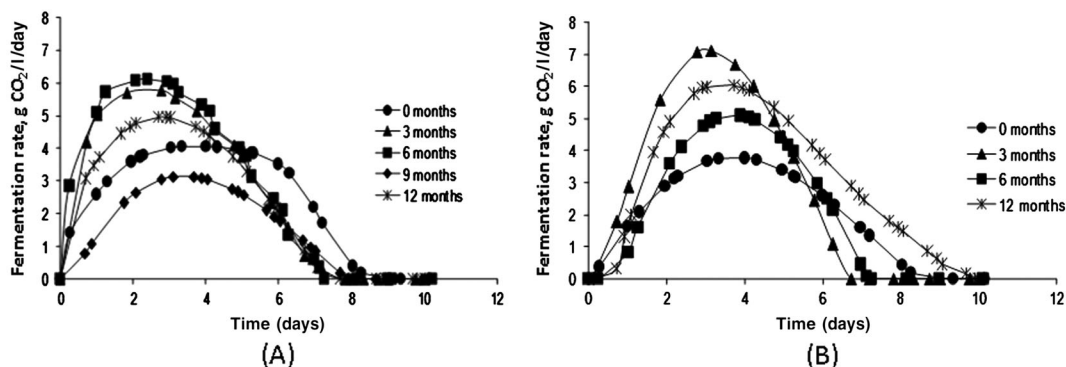 Fermentation rate, g CO2/l/day
8
7
6
5
4
3
2
1
0
0 2 4 6 8 10 12
Time (days)
0 months
3 months
6 months
9 months
12 months
(A)
Fermentation rate, g CO2/l/day
8
7
6
5
4
3
2
1
0
0 2 4 6 8 10 12
Time (days)
0 months
3 months
6 months
12 months
(B)